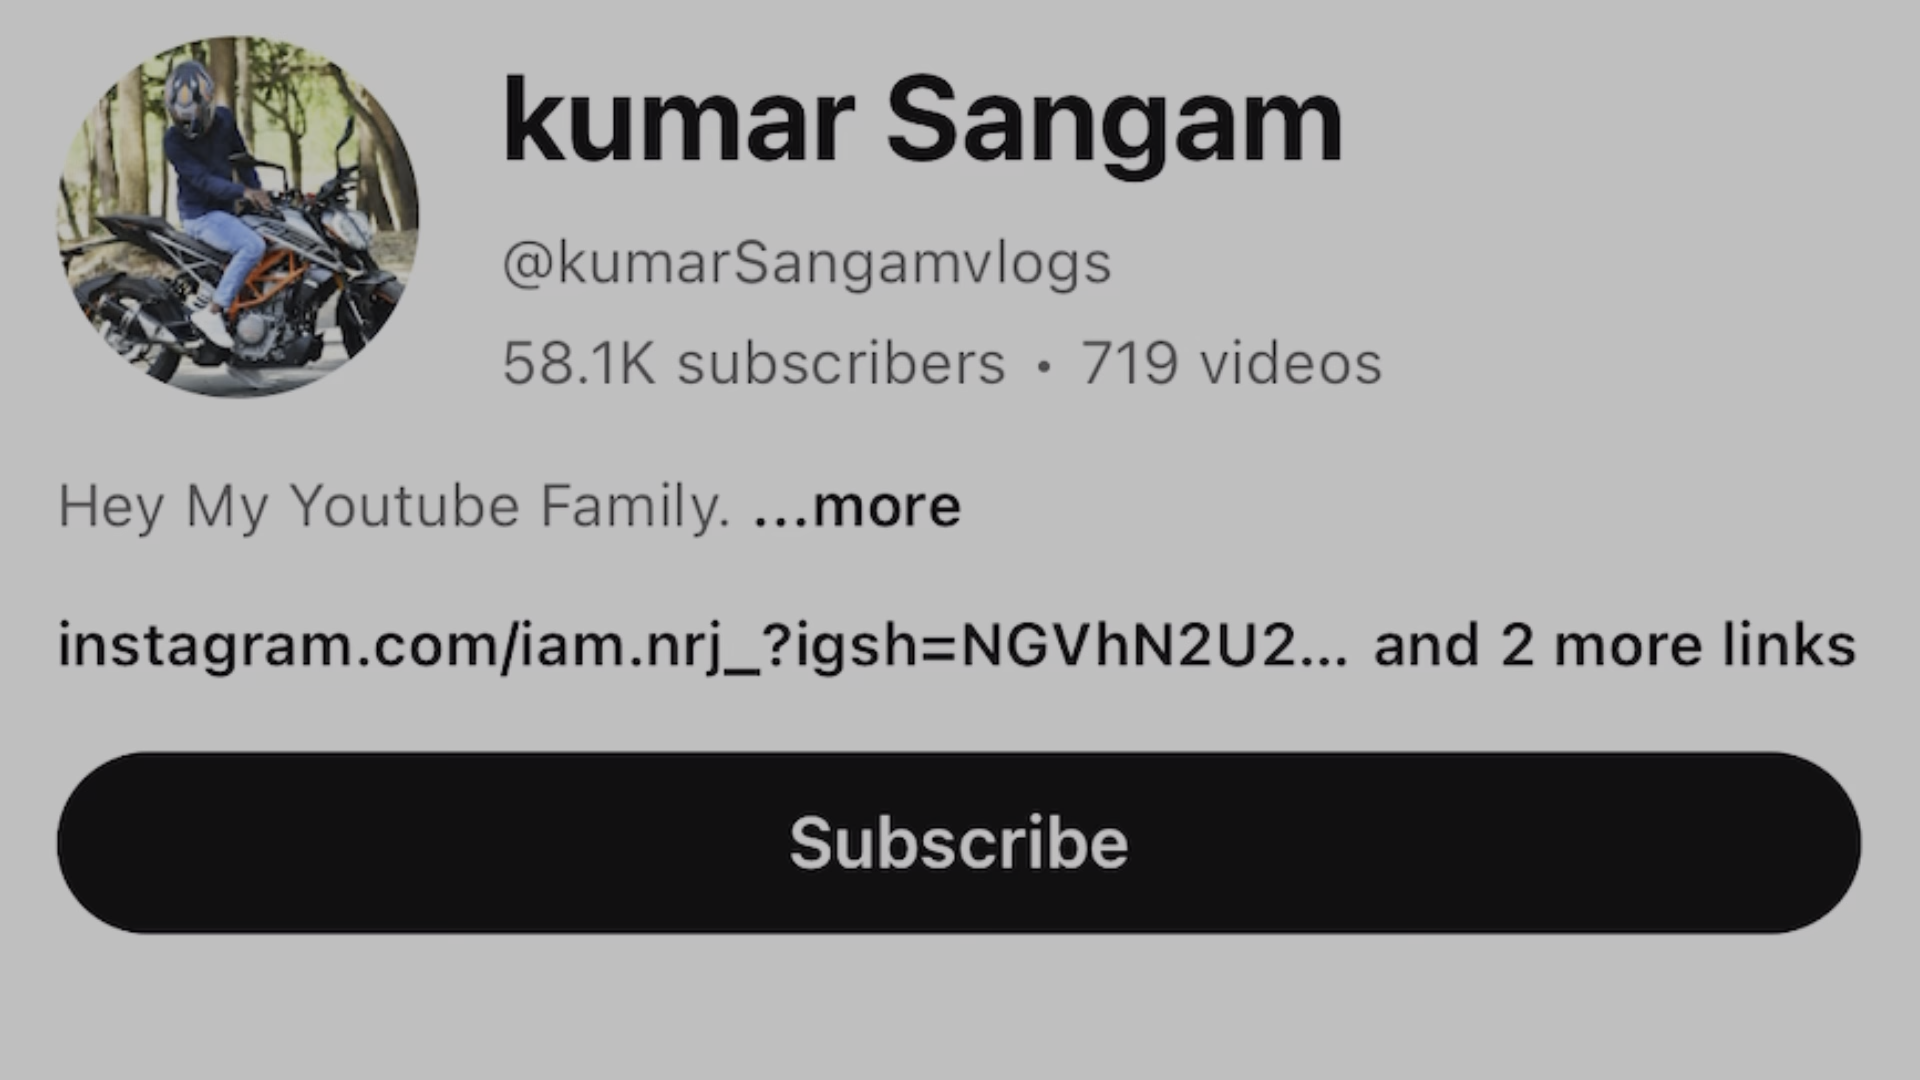 kumar Sangam
@kumarSangamvlogs
58.1K subscribers • 719 videos
Hey My Youtube Family. ...more
instagram.com/iam.nrj_?igsh=NGVhN2U2... and 2 more links
Subscribe